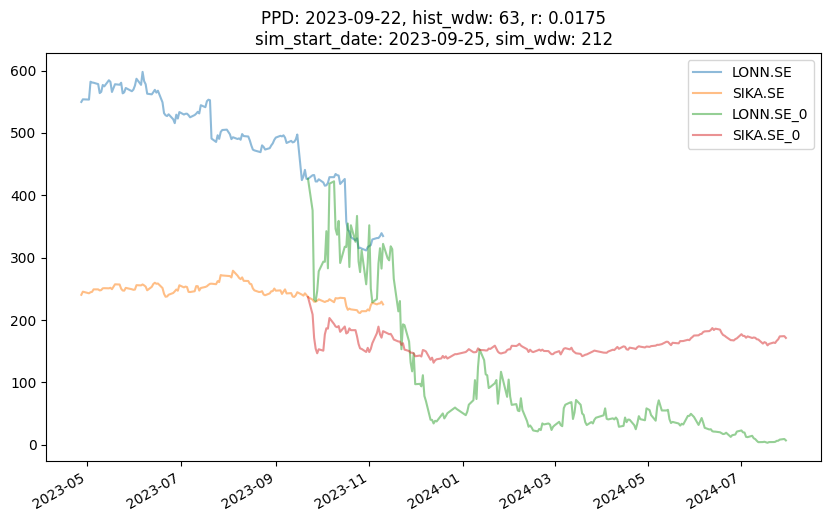 PPD: 2023-09-22, hist_wdw: 63, r: 0.0175
sim_start_date: 2023-09-25, sim_wdw: 212
LONN.SE
SIKA.SE
LONN.SE_0
SIKA.SE_0
600
500
400
300
200
100
0
2023-05
2023-07
2023-09
2023-11
2024-01
2024-03
2024-05
2024-07